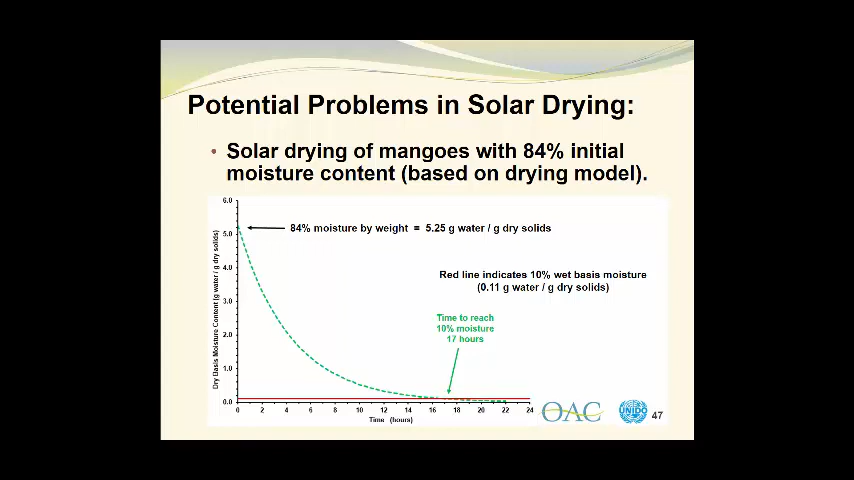 Potential Problems in Solar Drying:
• Solar drying of mangoes with 84% initial
moisture content (based on drying model).
6.0
5.0
4.0
3.0
2.0
1.0
0.0
Dry Basis Moisture Content (g water / g dry solids)
84% moisture by weight = 5.25 g water / g dry solids
Red line indicates 10% wet basis moisture
(0.11 g water / g dry solids)
Time to reach
10% moisture
17 hours
0 2 4 6 8 10 12 14 16 18 20 22 24
Time (hours)
OAC
UNIDO
47